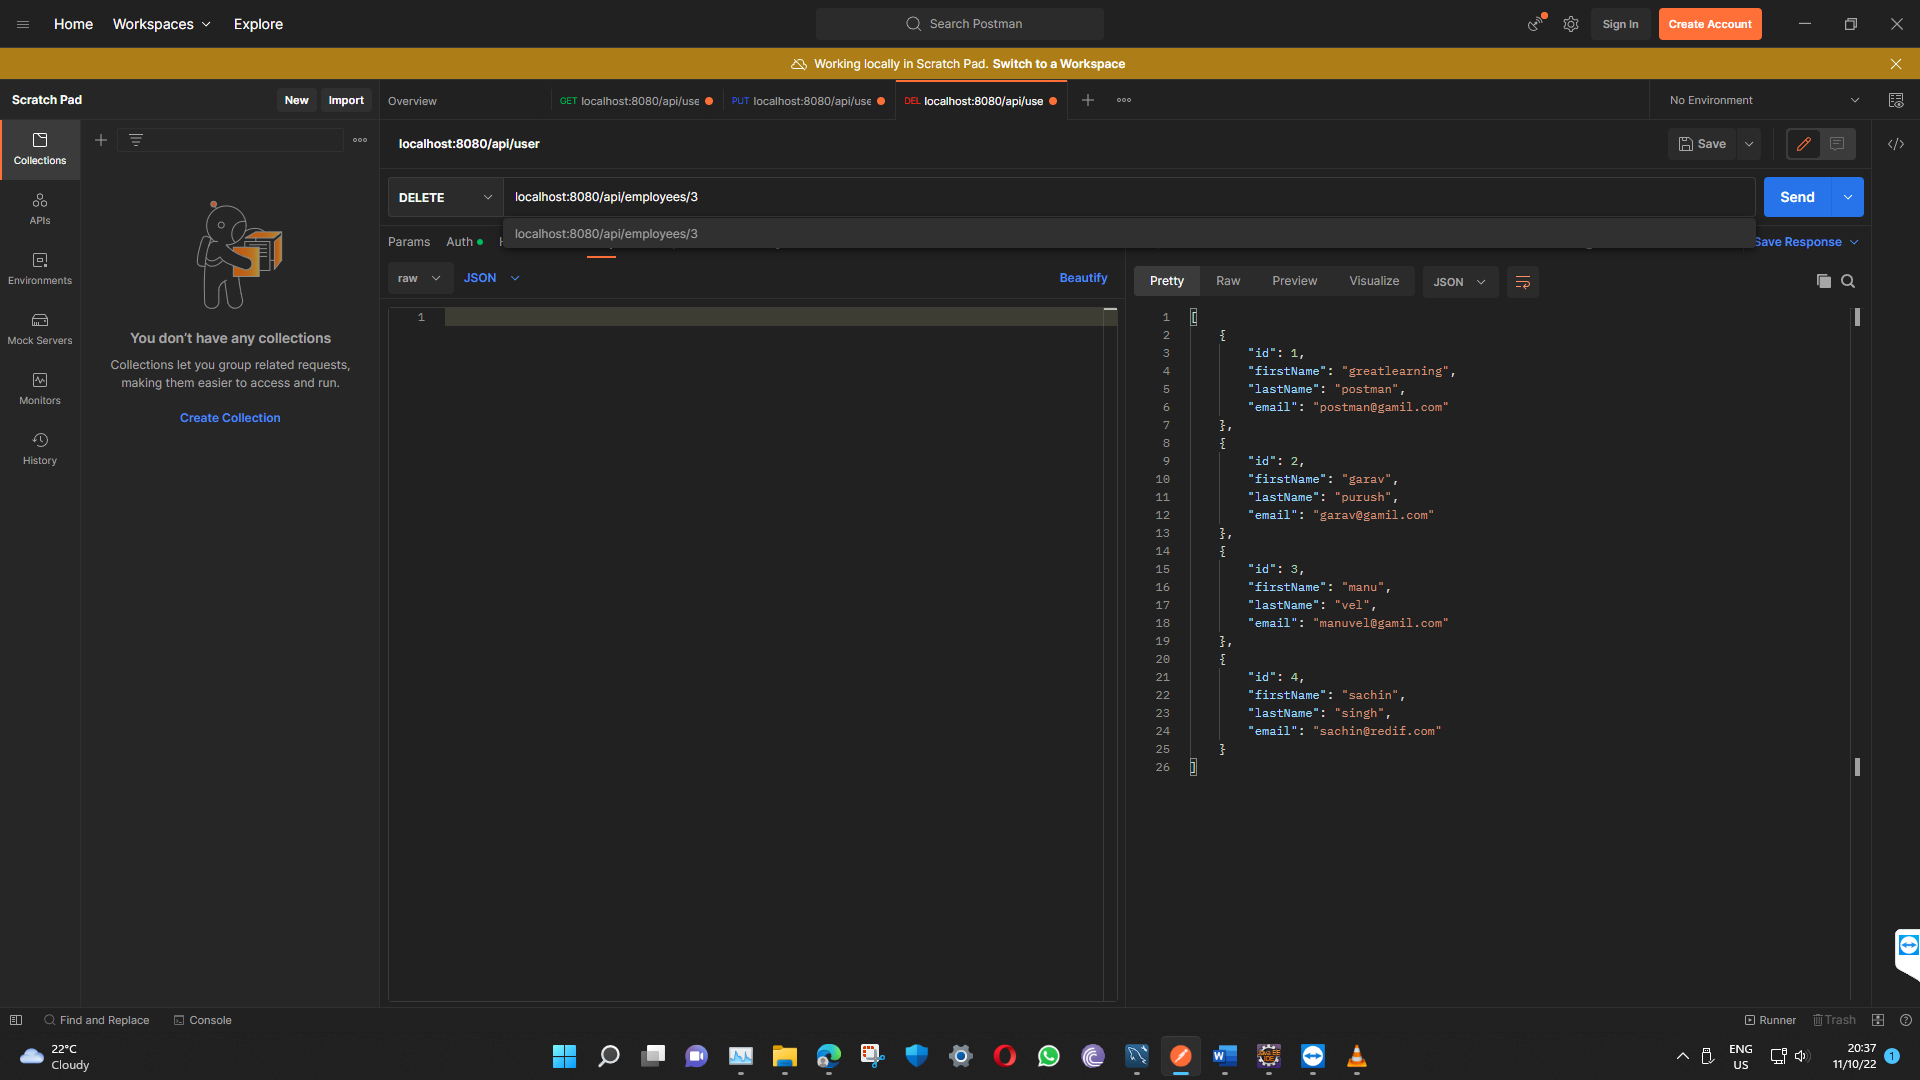 Home
Workspaces
Explore
Search Postman
Sign In
Create Account
Working locally in Scratch Pad. Switch to a Workspace
Scratch Pad
New
Import
Overview
GET localhost:8080/api/use
PUT localhost:8080/api/use
DEL localhost:8080/api/use
No Environment
Collections
APIs
Environments
Mock Servers
Monitors
History
You don't have any collections
Collections let you group related requests,
making them easier to access and run.
Create Collection
localhost:8080/api/user
Save
DELETE
localhost:8080/api/employees/3
Send
localhost:8080/api/employees/3
Params
Auth
Save Response
raw
JSON
Beautify
1
Pretty
Raw
Preview
Visualize
JSON
1 [
2 {
3 "id": 1,
4 "firstName": "greatlearning",
5 "lastName": "postman",
6 "email": "postman@gamil.com"
7 },
8 {
9 "id": 2,
10 "firstName": "garav",
11 "lastName": "purush",
12 "email": "garav@gamil.com"
13 },
14 {
15 "id": 3,
16 "firstName": "manu",
17 "lastName": "vel",
18 "email": "manuvel@gamil.com"
19 },
20 {
21 "id": 4,
22 "firstName": "sachin",
23 "lastName": "singh",
24 "email": "sachin@redif.com"
25 }
26 ]
Find and Replace
Console
Runner
Trash
22°C
Cloudy
ENG
US
20:37
11/10/22
1